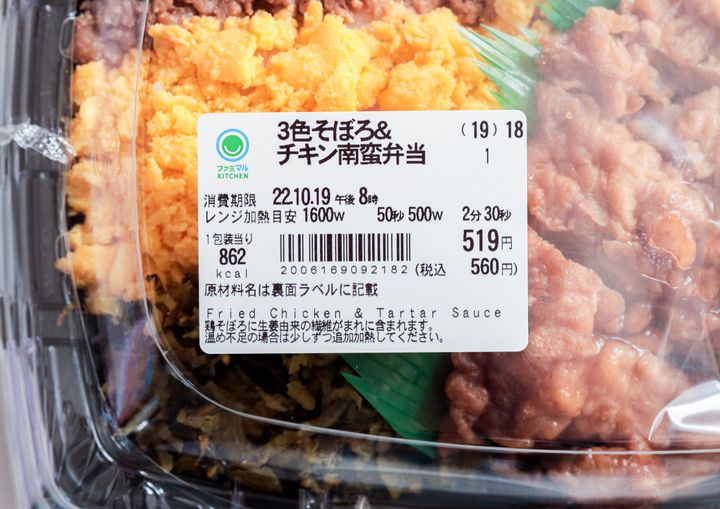 3色そぼろ&
チキン南蛮弁当
(19) 18
1
ファミマル
KITCHEN
消費期限 22.10.19 午後 8時
レンジ加熱目安 1600w 50秒 500w 2分30秒
1包装当り
862
kcal
2006169092182
519円
(税込 560円)
原材料名は裏面ラベルに記載
Fried Chicken & Tartar Sauce
鶏そぼろに生姜由来の繊維がまれに含まれます。
温め不足の場合は少しずつ追加加熱してください。